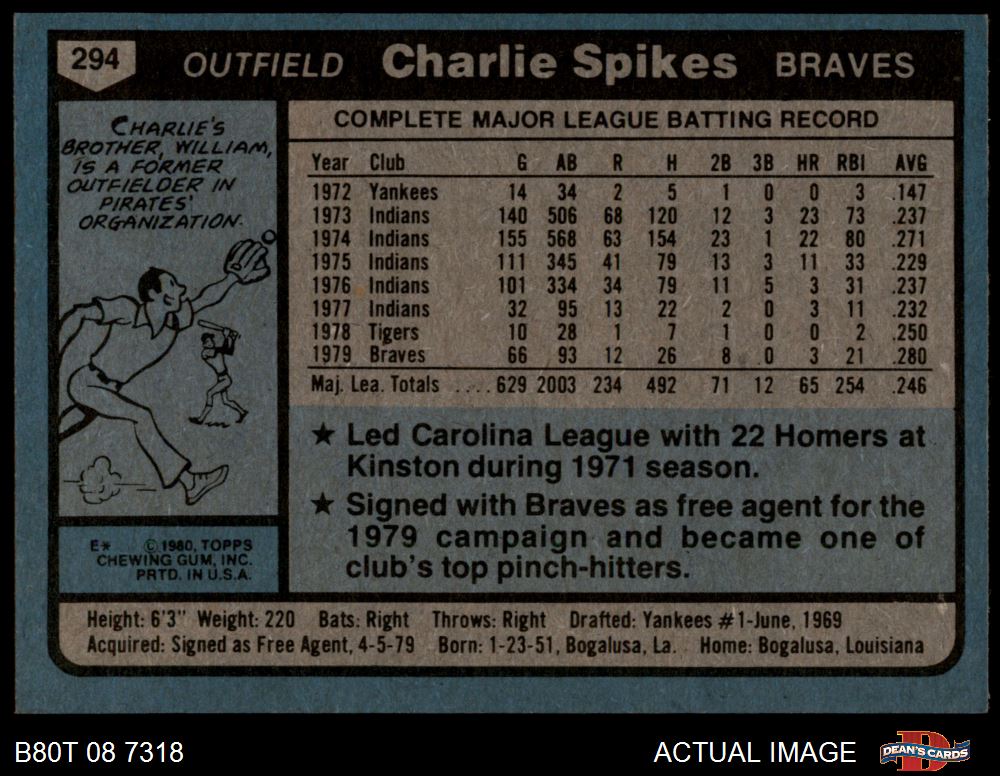 294 OUTFIELD Charlie Spikes BRAVES
CHARLIE'S
BROTHER, WILLIAM,
IS A FORMER
OUTFIELDER IN
PIRATES'
ORGANIZATION.
COMPLETE MAJOR LEAGUE BATTING RECORD
Year Club G AB R H 2B 3B HR RBI AVG
1972 Yankees 14 34 2 5 1 0 0 3 .147
1973 Indians 140 506 68 120 12 3 23 73 .237
1974 Indians 155 568 63 154 23 1 22 80 .271
1975 Indians 111 345 41 79 13 3 11 33 .229
1976 Indians 101 334 34 79 11 5 3 31 .237
1977 Indians 32 95 13 22 2 0 3 11 .232
1978 Tigers 10 28 1 7 1 0 0 2 .250
1979 Braves 66 93 12 26 8 0 3 21 .280
Maj. Lea. Totals .... 629 2003 234 492 71 12 65 254 .246
★ Led Carolina League with 22 Homers at
Kinston during 1971 season.
★ Signed with Braves as free agent for the
1979 campaign and became one of
club's top pinch-hitters.
E* © 1980, TOPPS
CHEWING GUM, INC.
PRTD. IN U.S.A.
Height: 6'3" Weight: 220 Bats: Right Throws: Right Drafted: Yankees #1-June, 1969
Acquired: Signed as Free Agent, 4-5-79 Born: 1-23-51, Bogalusa, La. Home: Bogalusa, Louisiana
B80T 08 7318 ACTUAL IMAGE DEAN'S CARDS